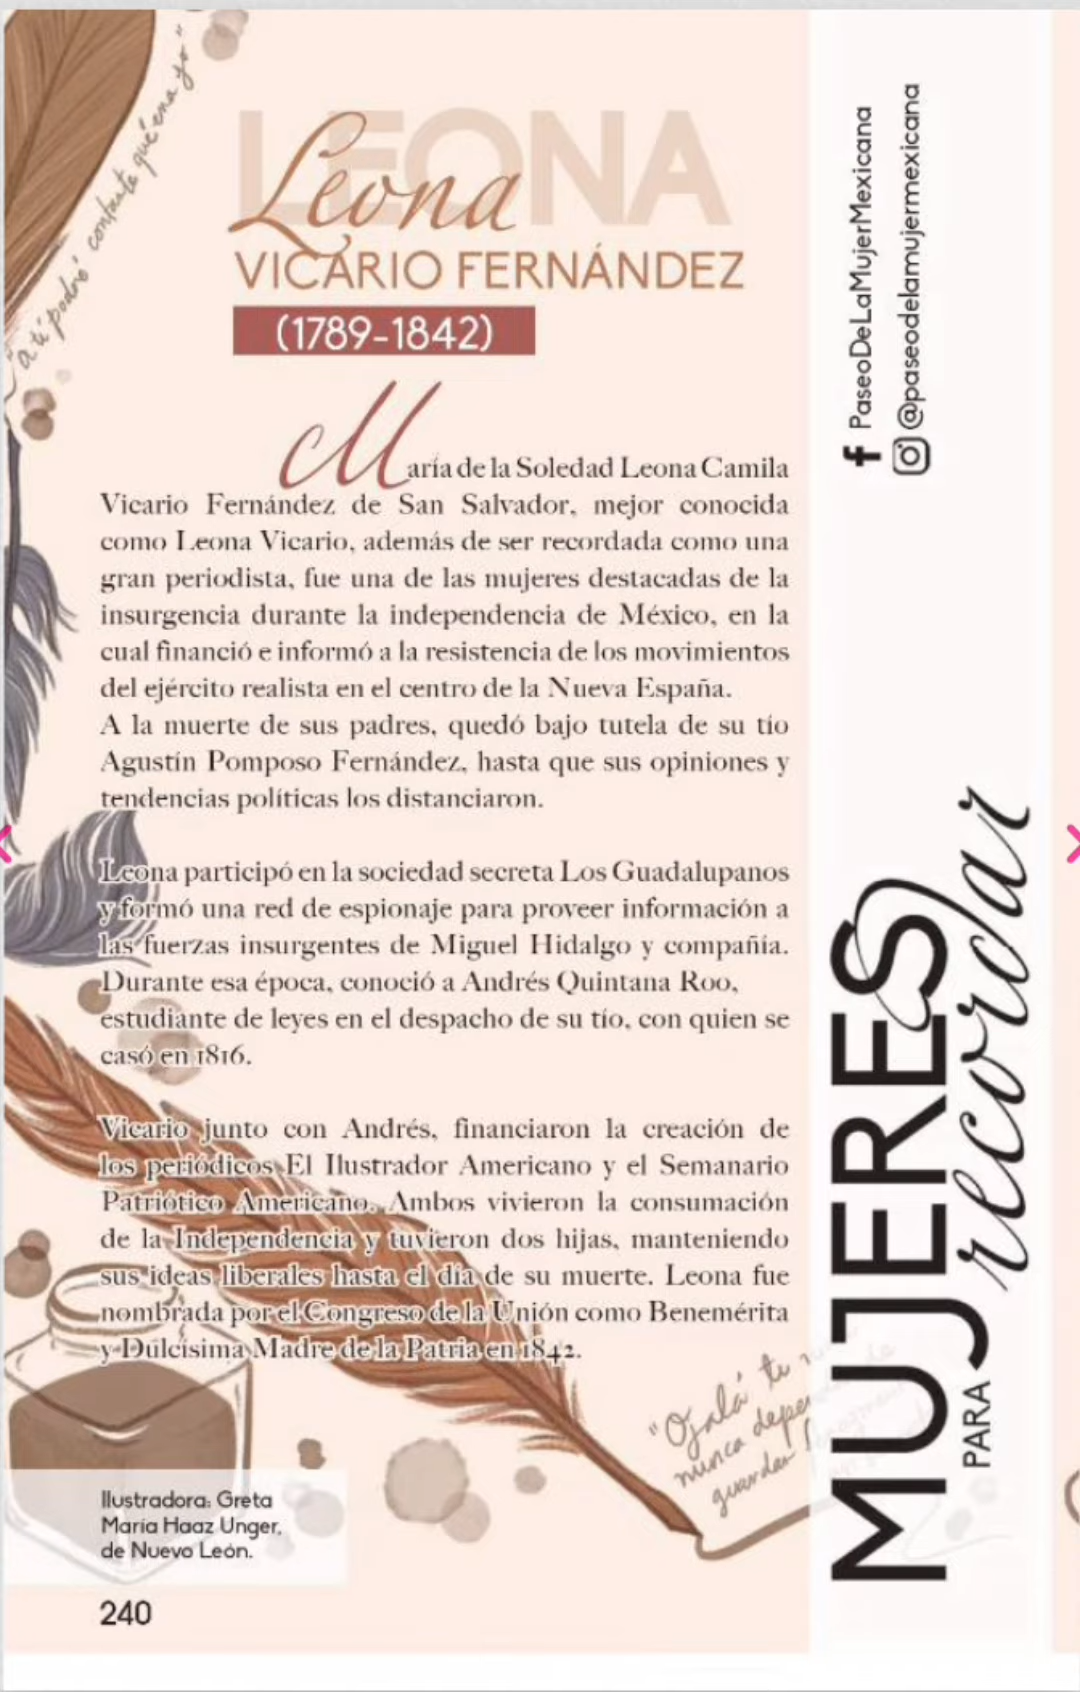 "a tí podré contarte qué era yo"
LEONA
Leona
VICARIO FERNÁNDEZ
(1789-1842)
María de la Soledad Leona Camila
Vicario Fernández de San Salvador, mejor conocida
como Leona Vicario, además de ser recordada como una
gran periodista, fue una de las mujeres destacadas de la
insurgencia durante la independencia de México, en la
cual financió e informó a la resistencia de los movimientos
del ejército realista en el centro de la Nueva España.
A la muerte de sus padres, quedó bajo tutela de su tío
Agustín Pomposo Fernández, hasta que sus opiniones y
tendencias políticas los distanciaron.
Leona participó en la sociedad secreta Los Guadalupanos
y formó una red de espionaje para proveer información a
las fuerzas insurgentes de Miguel Hidalgo y compañía.
Durante esa época, conoció a Andrés Quintana Roo,
estudiante de leyes en el despacho de su tío, con quien se
casó en 1816.
Vicario junto con Andrés, financiaron la creación de
los periódicos El Ilustrador Americano y el Semanario
Patriótico Americano. Ambos vivieron la consumación
de la Independencia y tuvieron dos hijas, manteniendo
sus ideas liberales hasta el día de su muerte. Leona fue
nombrada por el Congreso de la Unión como Benemérita
y Dulcísima Madre de la Patria en 1842.
"Ojalá tu
nunca
guardar
Ilustradora: Greta
María Haaz Unger,
de Nuevo León.
240
PaseoDeLaMujerMexicana
@paseodelamujermexicana
MUJERES
PARA recordar